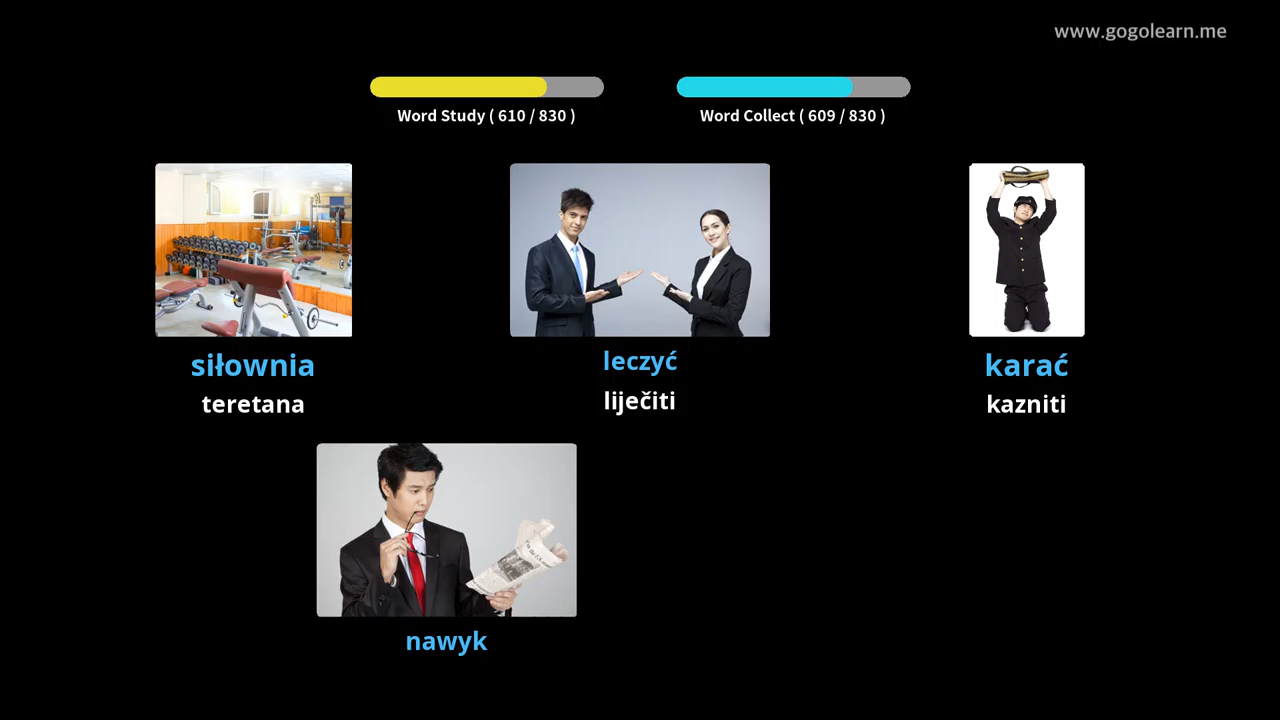 www.gogolearn.me
Word Study ( 610 / 830 )
Word Collect ( 609 / 830 )
siłownia
teretana
leczyć
liječiti
karać
kazniti
nawyk